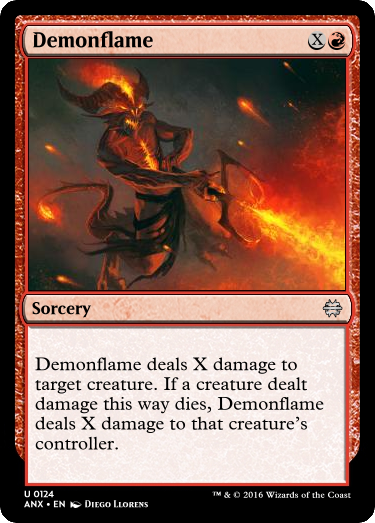 Demonflame X
Sorcery
Demonflame deals X damage to
target creature. If a creature dealt
damage this way dies, Demonflame
deals X damage to that creature's
controller.
U 0124
ANX • EN DIEGO LLORENS
™ & © 2016 Wizards of the Coast